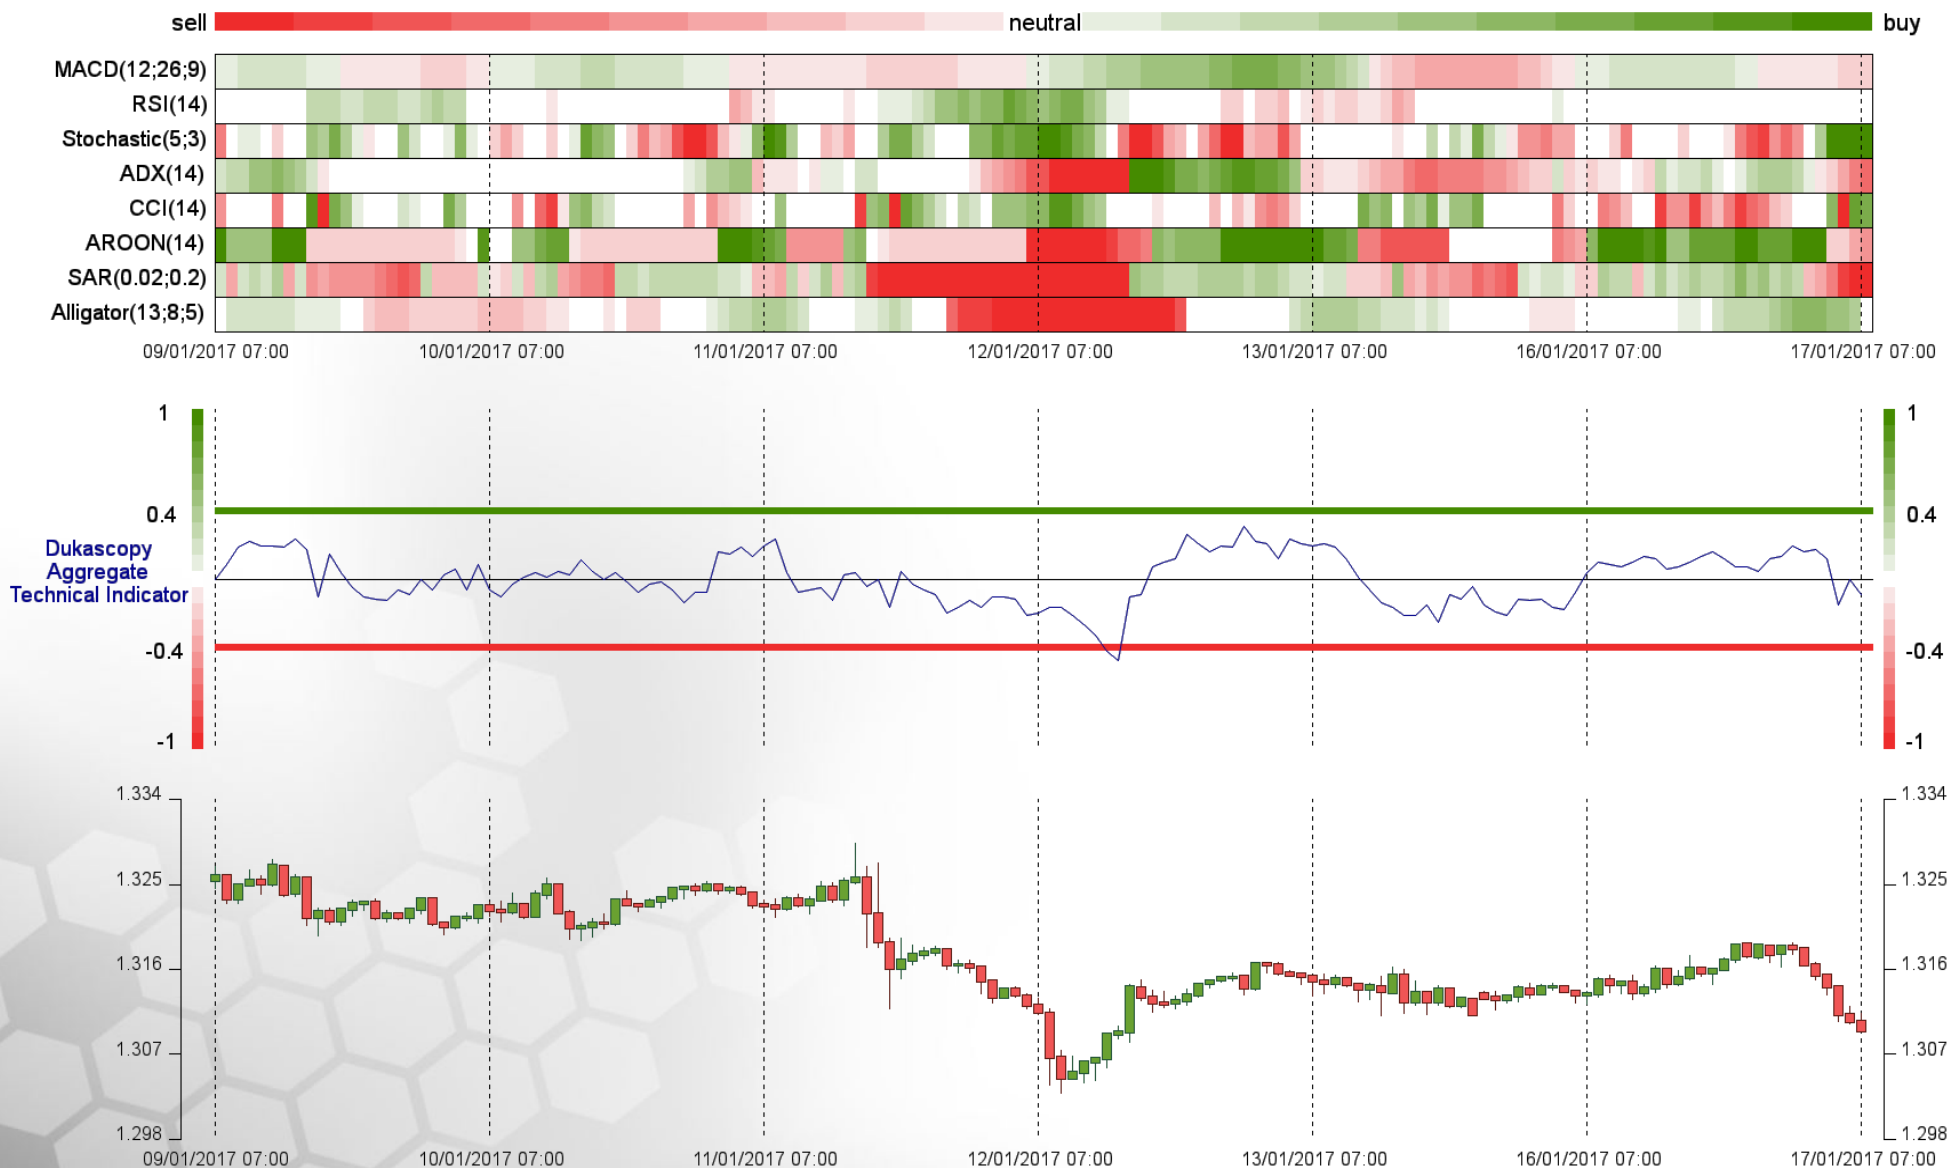 sell neutral buy
MACD(12;26;9)
RSI(14)
Stochastic(5;3)
ADX(14)
CCI(14)
AROON(14)
SAR(0.02;0.2)
Alligator(13;8;5)
09/01/2017 07:00 10/01/2017 07:00 11/01/2017 07:00 12/01/2017 07:00 13/01/2017 07:00 16/01/2017 07:00 17/01/2017 07:00
1 1
0.4 0.4
Dukascopy
Aggregate
Technical Indicator
-0.4 -0.4
-1 -1
1.334 1.334
1.325 1.325
1.316 1.316
1.307 1.307
1.298 1.298
09/01/2017 07:00 10/01/2017 07:00 11/01/2017 07:00 12/01/2017 07:00 13/01/2017 07:00 16/01/2017 07:00 17/01/2017 07:00